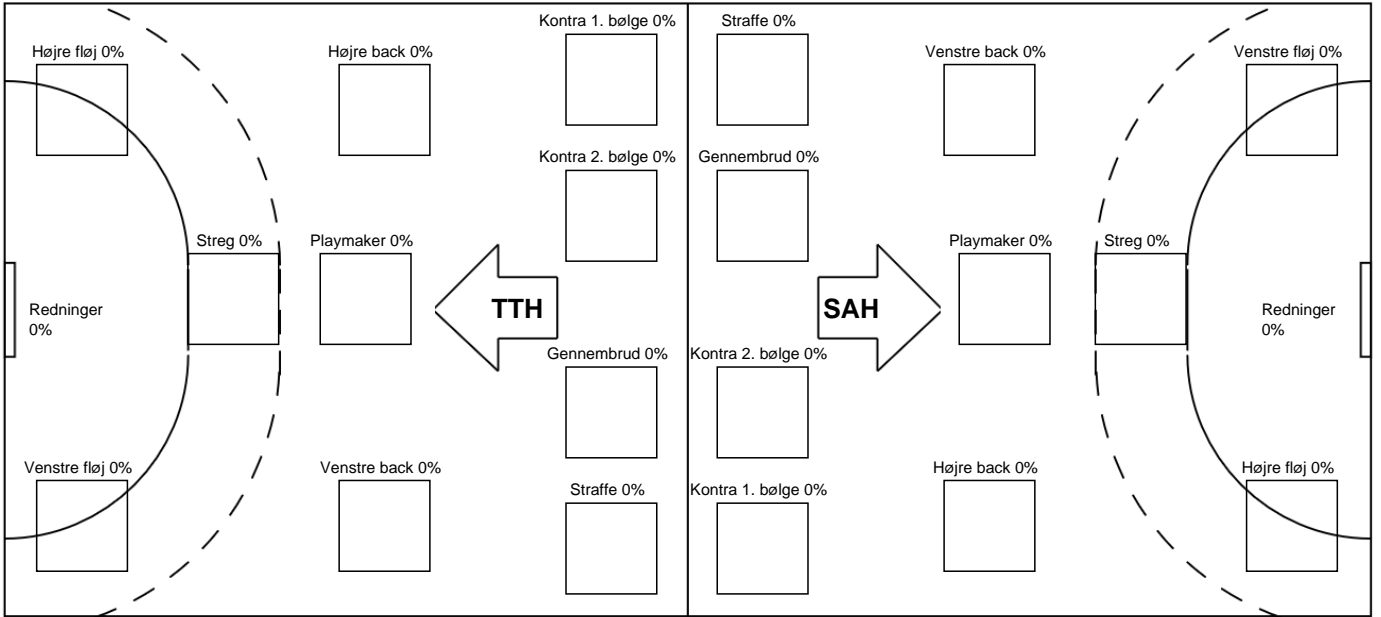 Kontra 1. bølge 0%
Straffe 0%
Højre fløj 0%
Højre back 0%
Venstre back 0%
Venstre fløj 0%
Kontra 2. bølge 0%
Gennembrud 0%
Streg 0%
Playmaker 0%
Playmaker 0%
Streg 0%
Redninger
0%
TTH
SAH
Redninger
0%
Gennembrud 0%
Kontra 2. bølge 0%
Venstre fløj 0%
Venstre back 0%
Højre back 0%
Højre fløj 0%
Straffe 0%
Kontra 1. bølge 0%